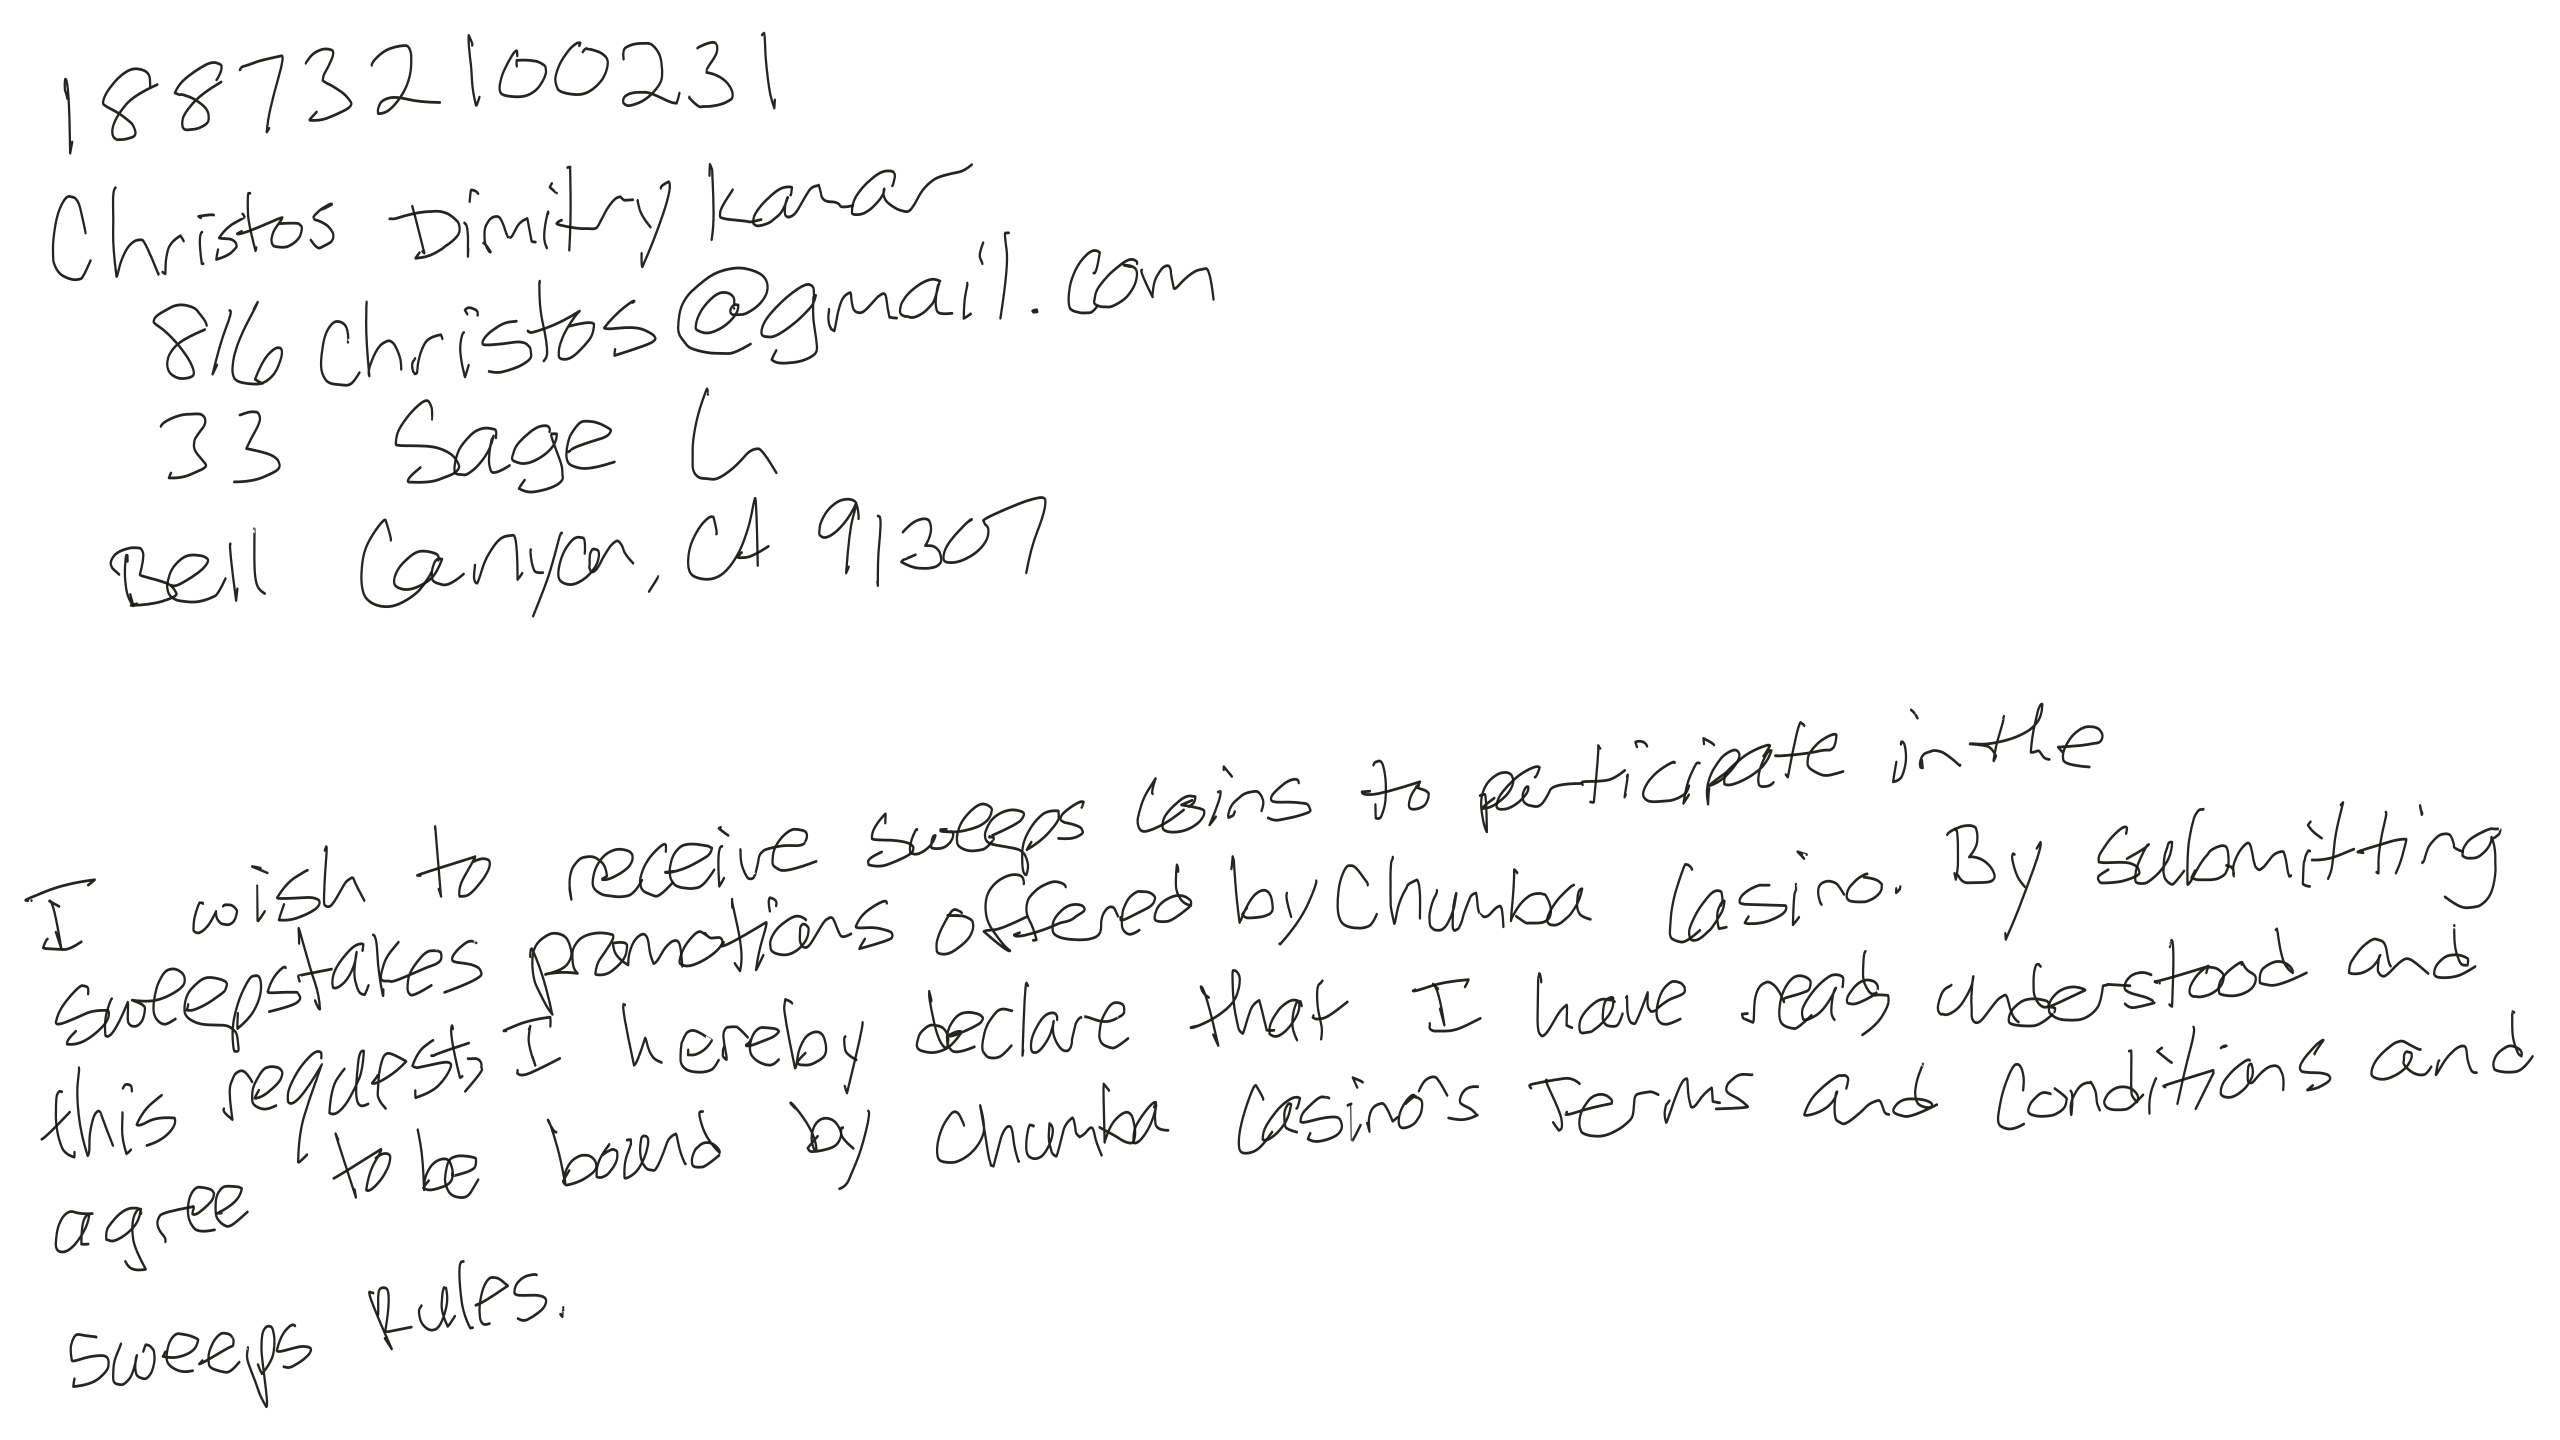 188732100231
Christos Dimitry Kanar
816christos@gmail.com
33 Sage Ln
Bell Canyon, CA 91307
I wish to receive sweeps coins to participate in the
sweepstakes promotions offered by Chumba Casino. By submitting
this request, I hereby declare that I have read understood and
agree to be bound by Chumba Casino's Terms and Conditions and
Sweeps Rules.